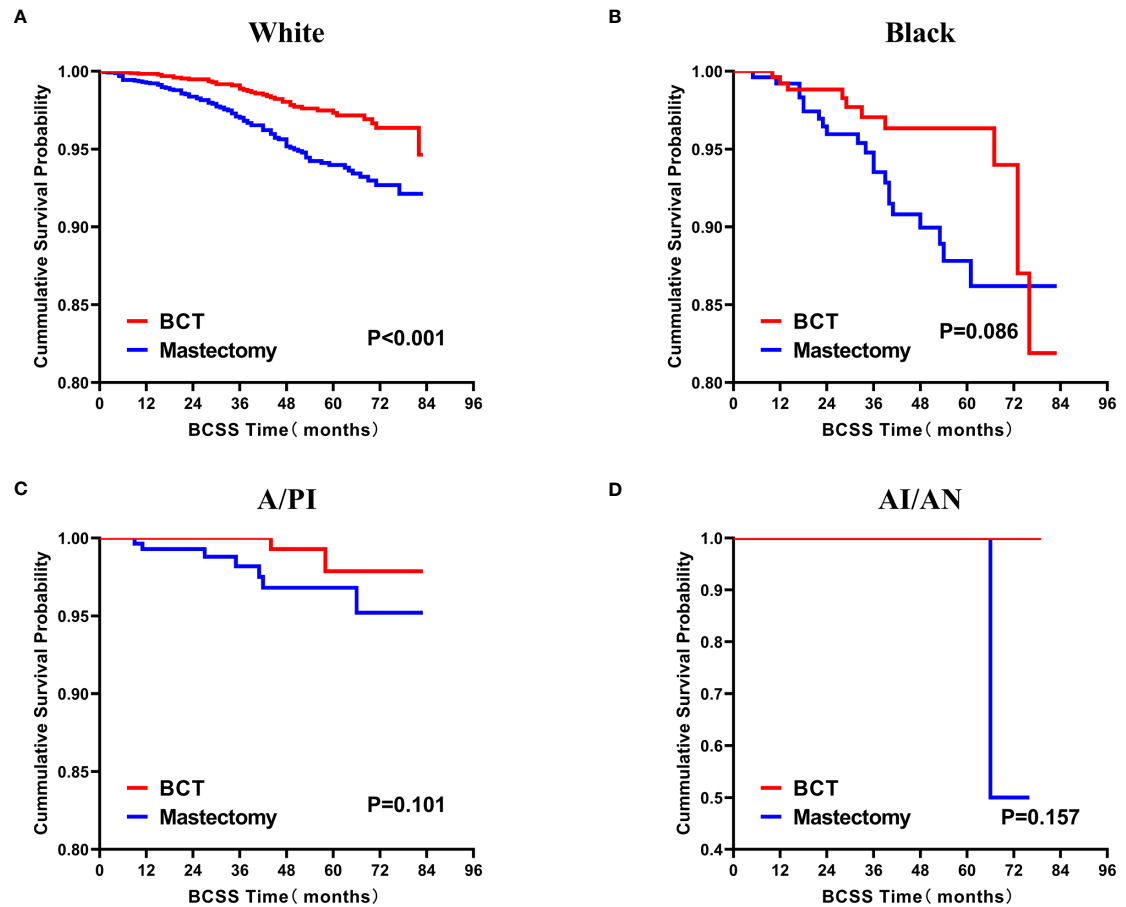 A
White
Cummulative Survival Probability
1.00
0.95
0.90
0.85
0.80
BCT
Mastectomy
P<0.001
0 12 24 36 48 60 72 84 96
BCSS Time( months)
B
Black
Cummulative Survival Probability
1.00
0.95
0.90
0.85
0.80
BCT
Mastectomy
P=0.086
0 12 24 36 48 60 72 84 96
BCSS Time( months)
C
A/PI
Cummulative Survival Probability
1.00
0.95
0.90
0.85
0.80
BCT
Mastectomy
P=0.101
0 12 24 36 48 60 72 84 96
BCSS Time( months)
D
AI/AN
Cummulative Survival Probability
1.0
0.9
0.8
0.7
0.6
0.5
0.4
BCT
Mastectomy
P=0.157
0 12 24 36 48 60 72 84 96
BCSS Time( months)